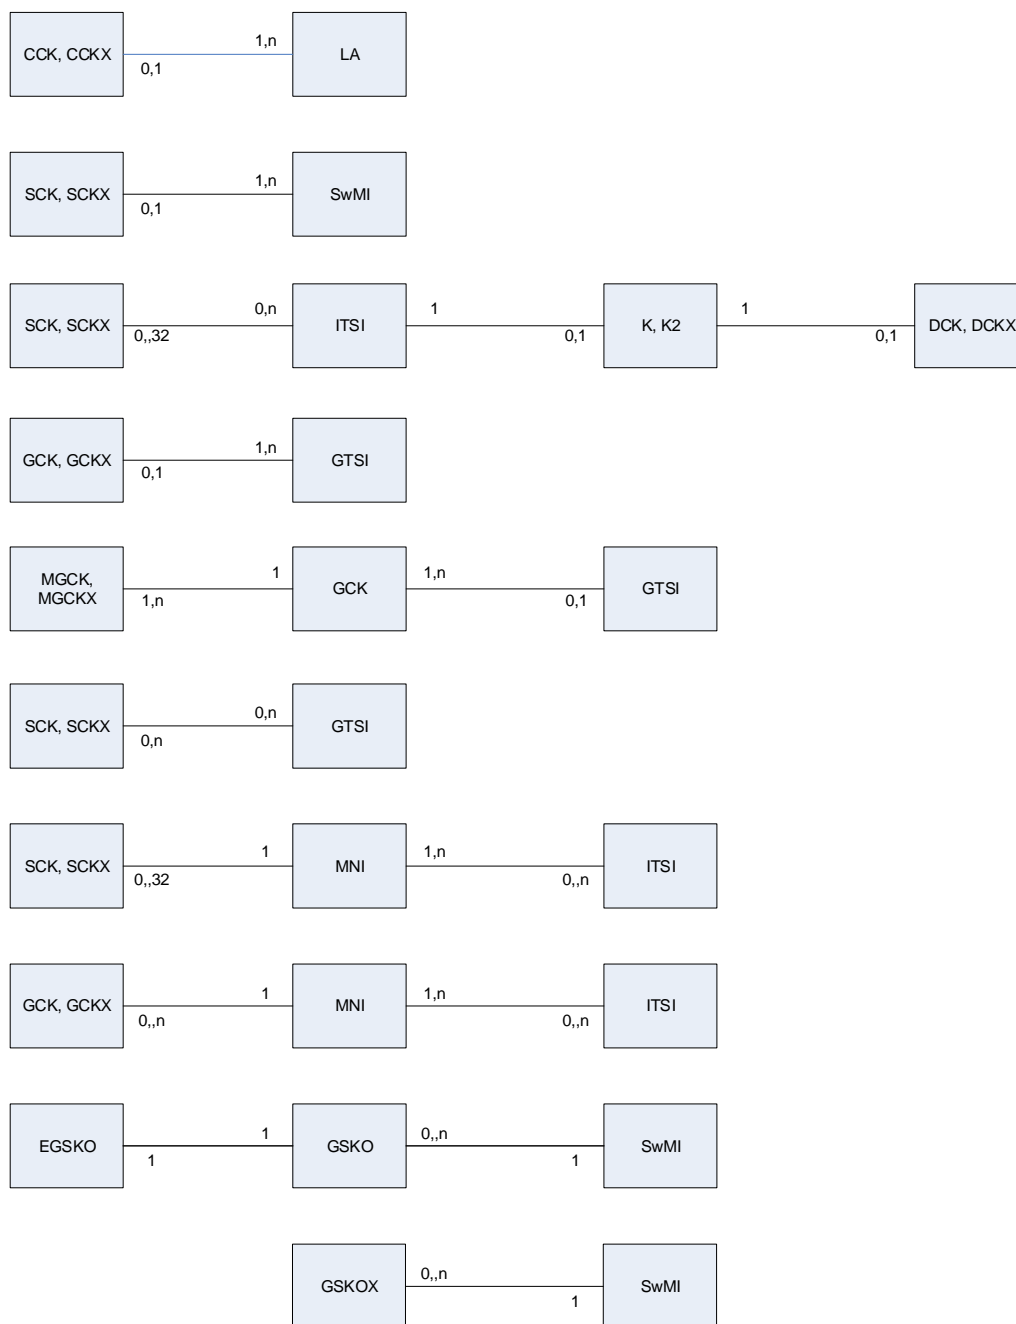 1,n
CCK, CCKX
LA
0,1
1,n
SCK, SCKX
SwMI
0,1
0,n
1
1
SCK, SCKX
ITSI
K, K2
DCK, DCKX
0,,32
0,1
0,1
1,n
GCK, GCKX
GTSI
0,1
1
1,n
MGCK,
MGCKX
GCK
GTSI
1,n
0,1
0,n
SCK, SCKX
GTSI
0,n
1
1,n
SCK, SCKX
MNI
ITSI
0,,32
0,,n
1
1,n
GCK, GCKX
MNI
ITSI
0,,n
0,,n
1
0,,n
EGSKO
GSKO
SwMI
1
1
0,,n
GSKOX
SwMI
1